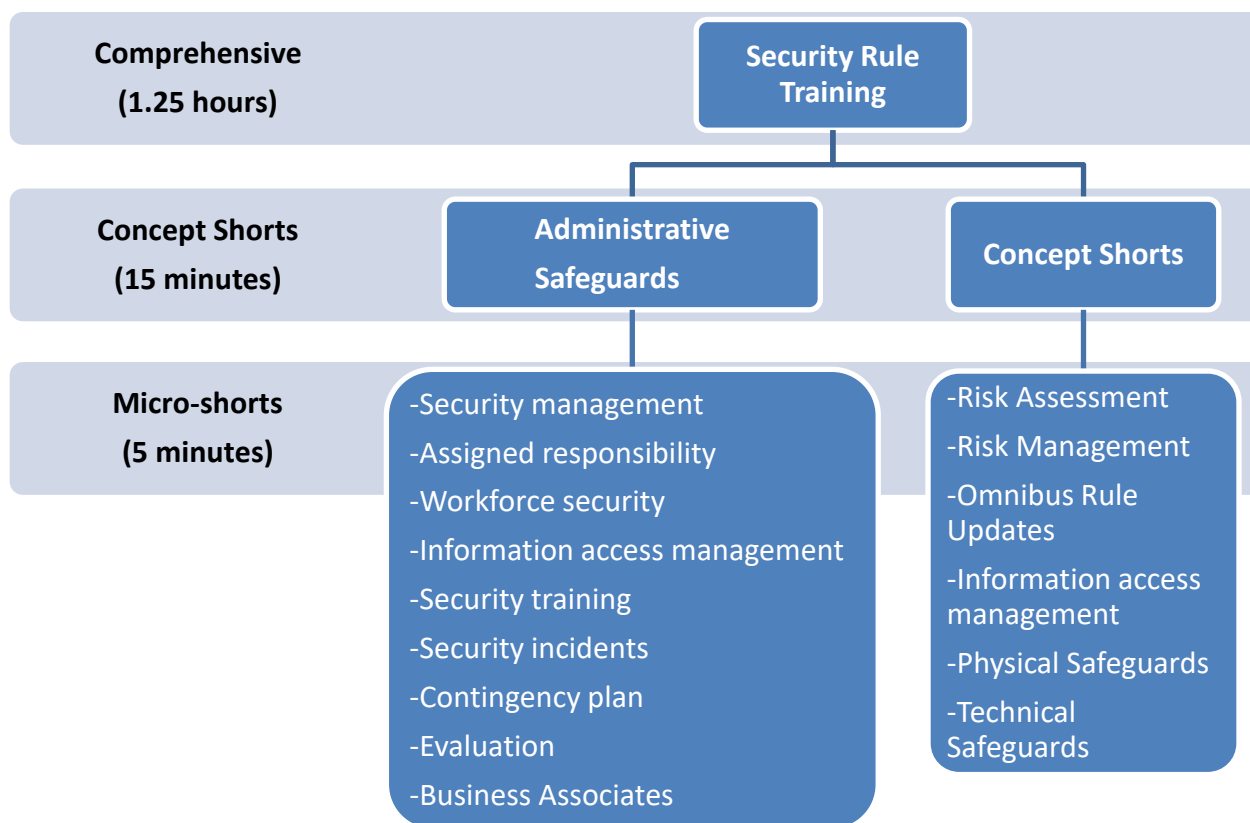 Comprehensive
(1.25 hours)
Security Rule
Training
Concept Shorts
(15 minutes)
Administrative
Safeguards
Concept Shorts
Micro-shorts
(5 minutes)
-Security management
-Assigned responsibility
-Workforce security
-Information access management
-Security training
-Security incidents
-Contingency plan
-Evaluation
-Business Associates
-Risk Assessment
-Risk Management
-Omnibus Rule
Updates
-Information access
management
-Physical Safeguards
-Technical
Safeguards